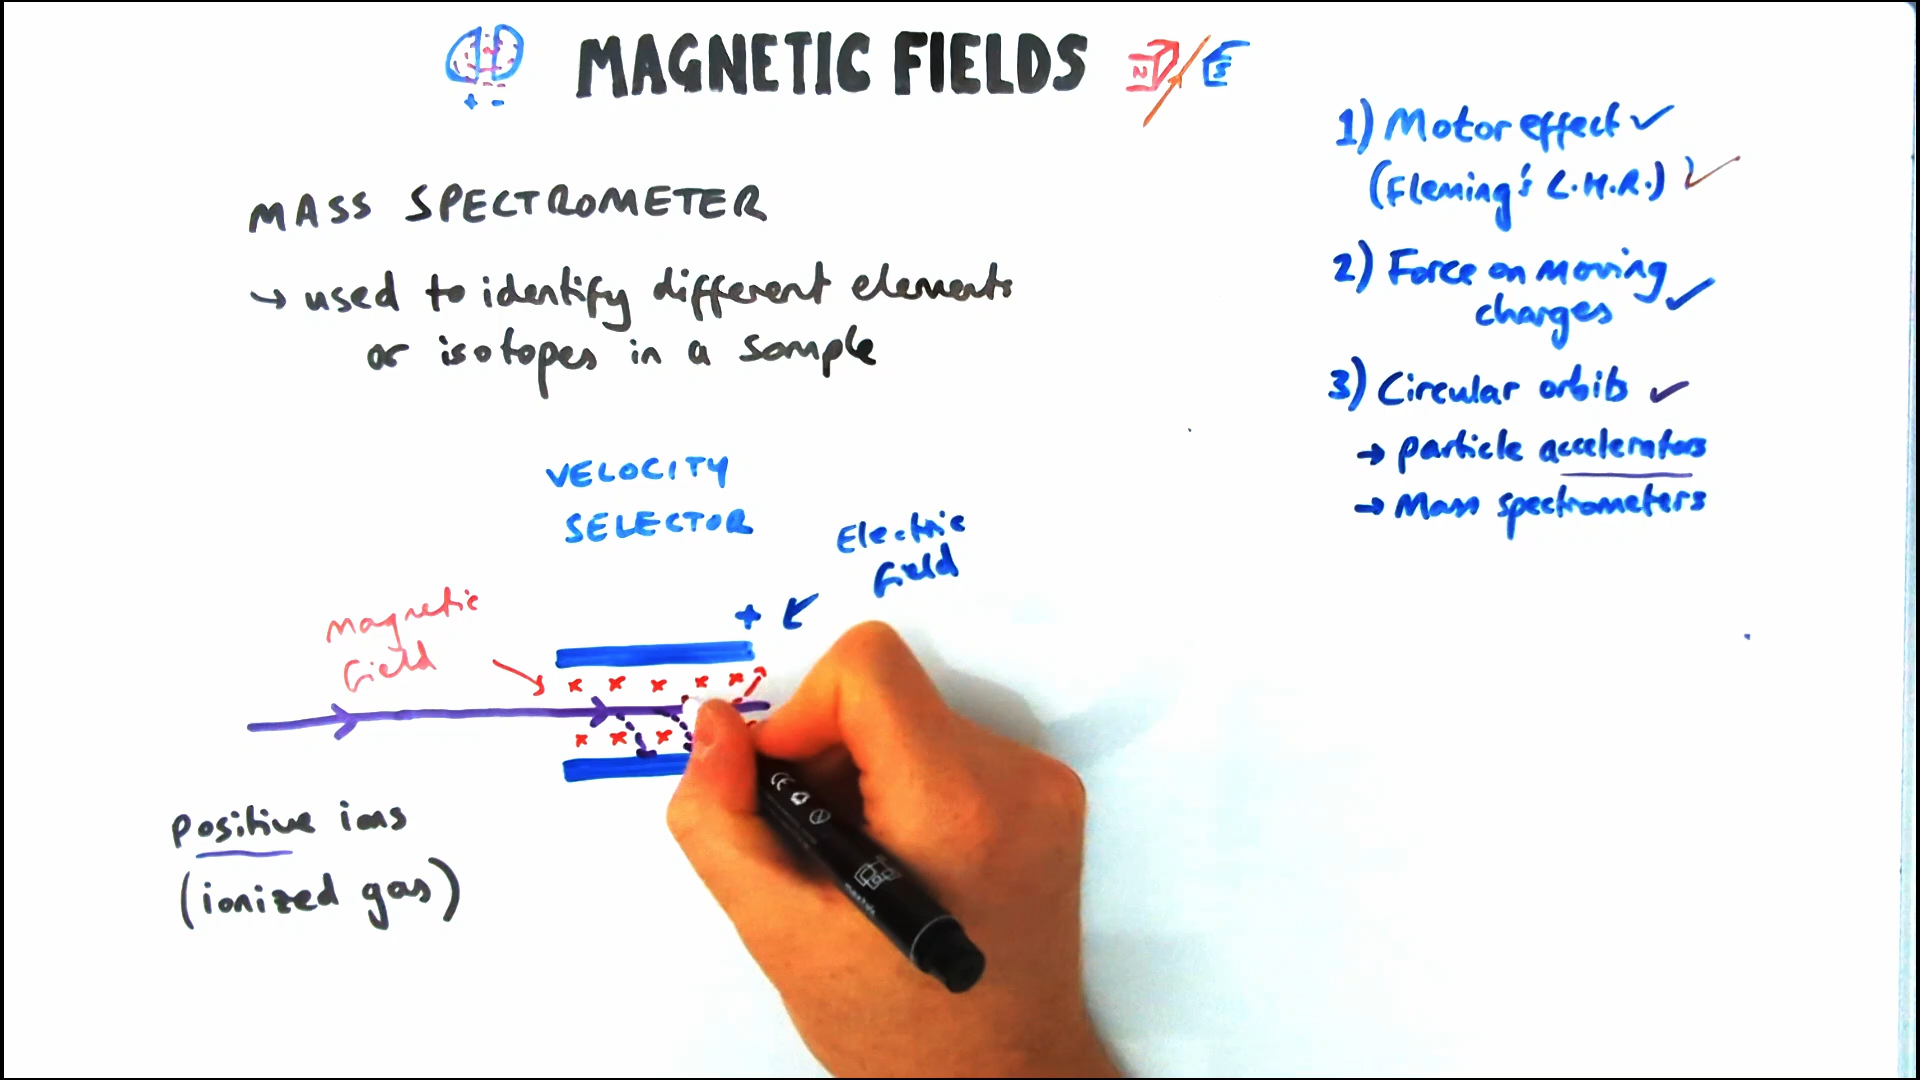 MAGNETIC FIELDS
N
S
+ -
MASS SPECTROMETER
→ used to identify different elements
or isotopes in a sample
VELOCITY
SELECTOR
Electric
field
+
magnetic
field
x x x x x
x x x
positive ions
(ionized gas)
1) Motor effect ✓
(Fleming's L.H.R.) ✓
2) Force on moving
charges ✓
3) Circular orbits ✓
→ particle accelerators
→ Mass spectrometers
CE